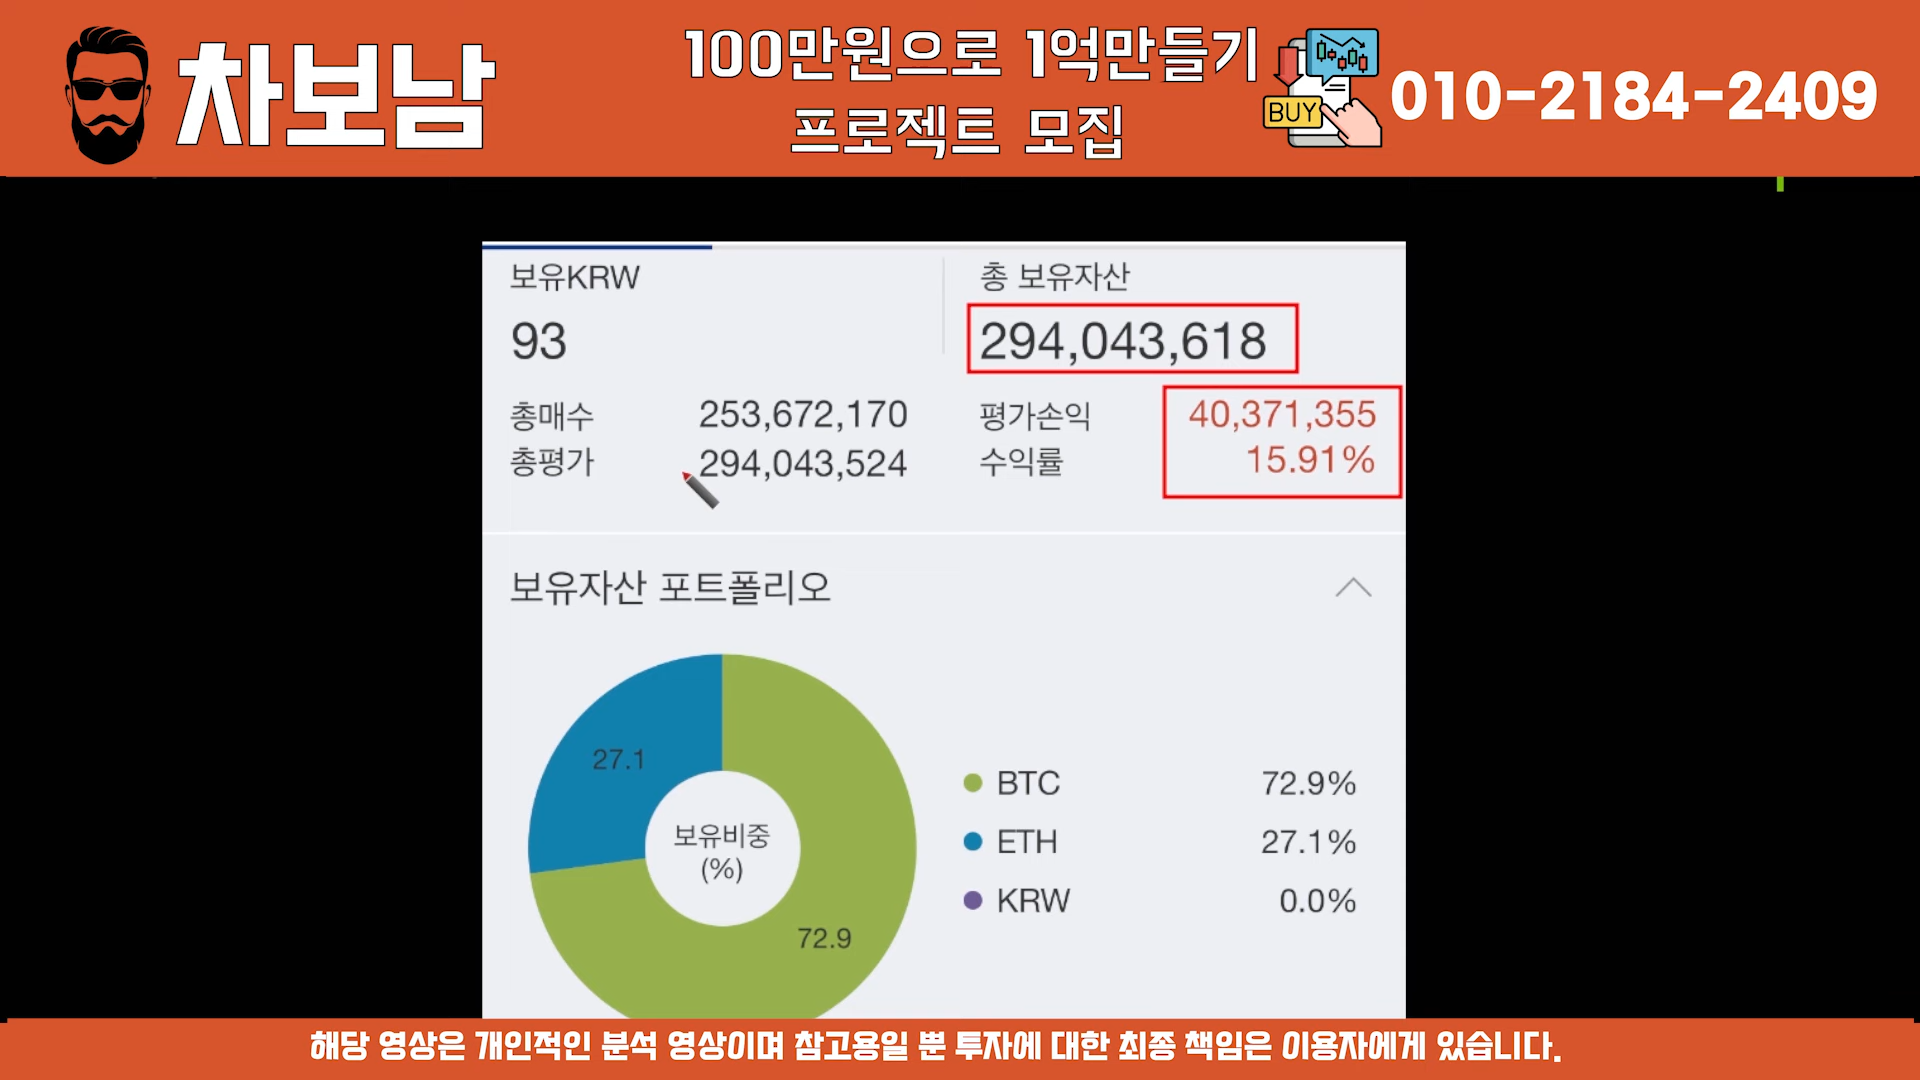 차보남
100만원으로 1억만들기
프로젝트 모집
BUY
010-2184-2409
보유KRW
93
총 보유자산
294,043,618
총매수 253,672,170
총평가 294,043,524
평가손익 40,371,355
수익률 15.91%
보유자산 포트폴리오
27.1
보유비중
(%)
72.9
BTC 72.9%
ETH 27.1%
KRW 0.0%
해당 영상은 개인적인 분석 영상이며 참고용일 뿐 투자에 대한 최종 책임은 이용자에게 있습니다.